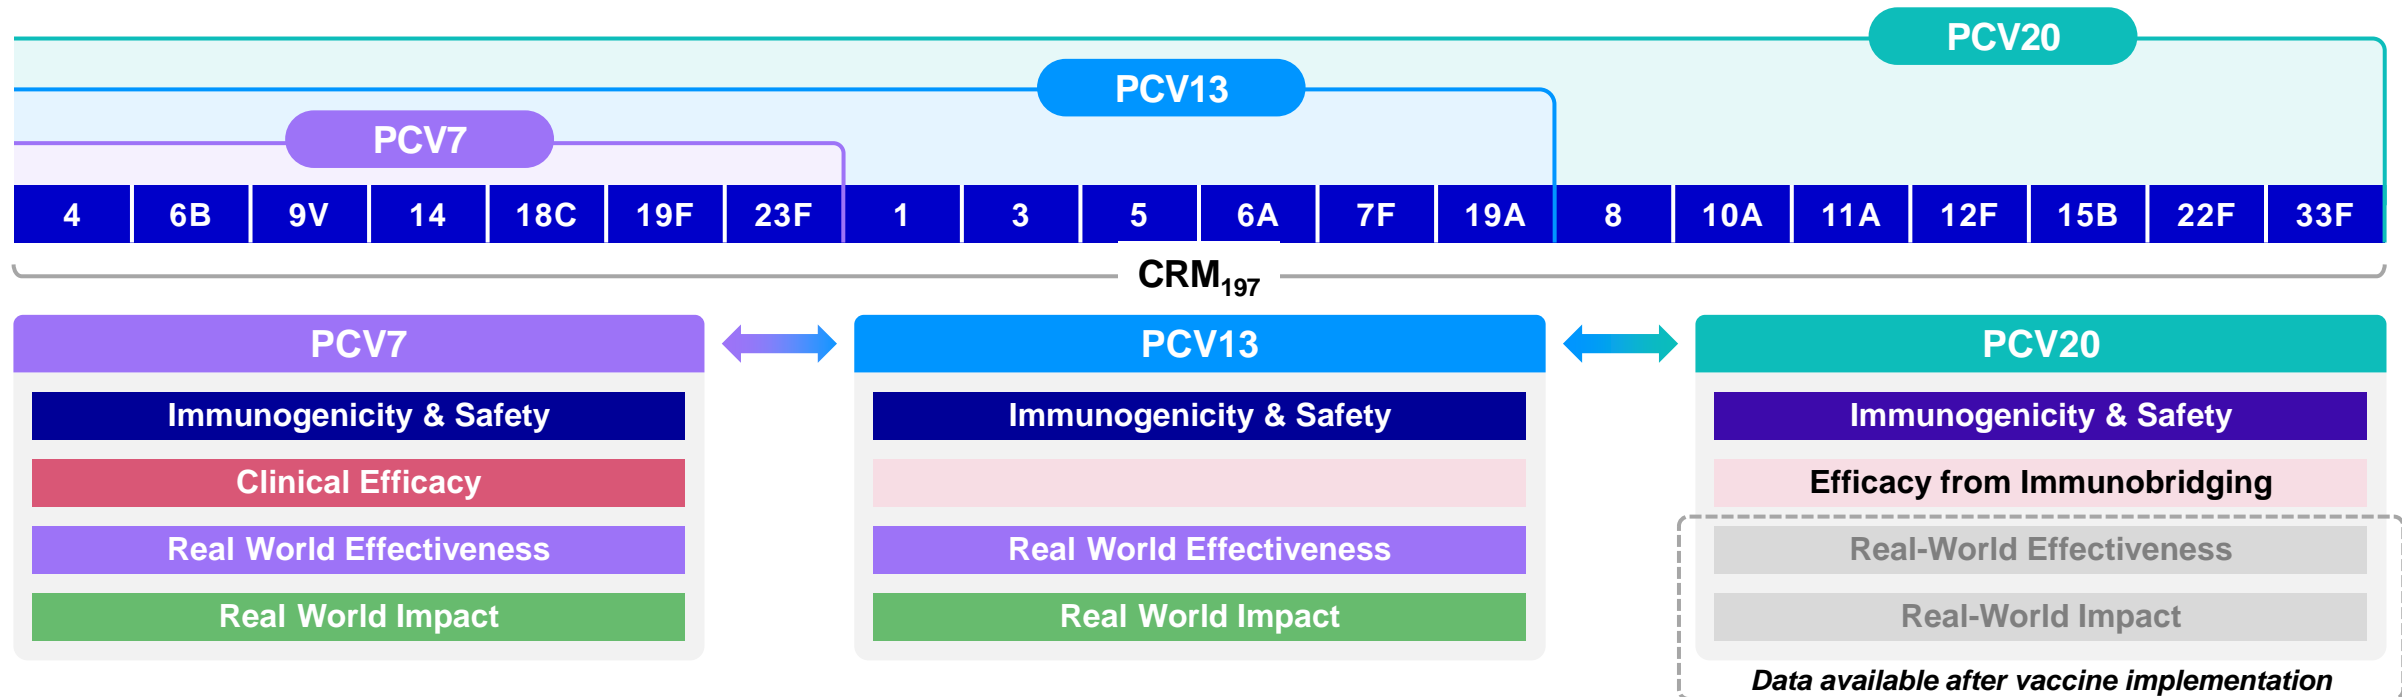 PCV20
PCV13
PCV7
4 6B 9V 14 18C 19F 23F 1 3 5 6A 7F 19A 8 10A 11A 12F 15B 22F 33F
CRM₁₉₇
PCV7
Immunogenicity & Safety
Clinical Efficacy
Real World Effectiveness
Real World Impact
PCV13
Immunogenicity & Safety
Real World Effectiveness
Real World Impact
PCV20
Immunogenicity & Safety
Efficacy from Immunobridging
Real-World Effectiveness
Real-World Impact
Data available after vaccine implementation